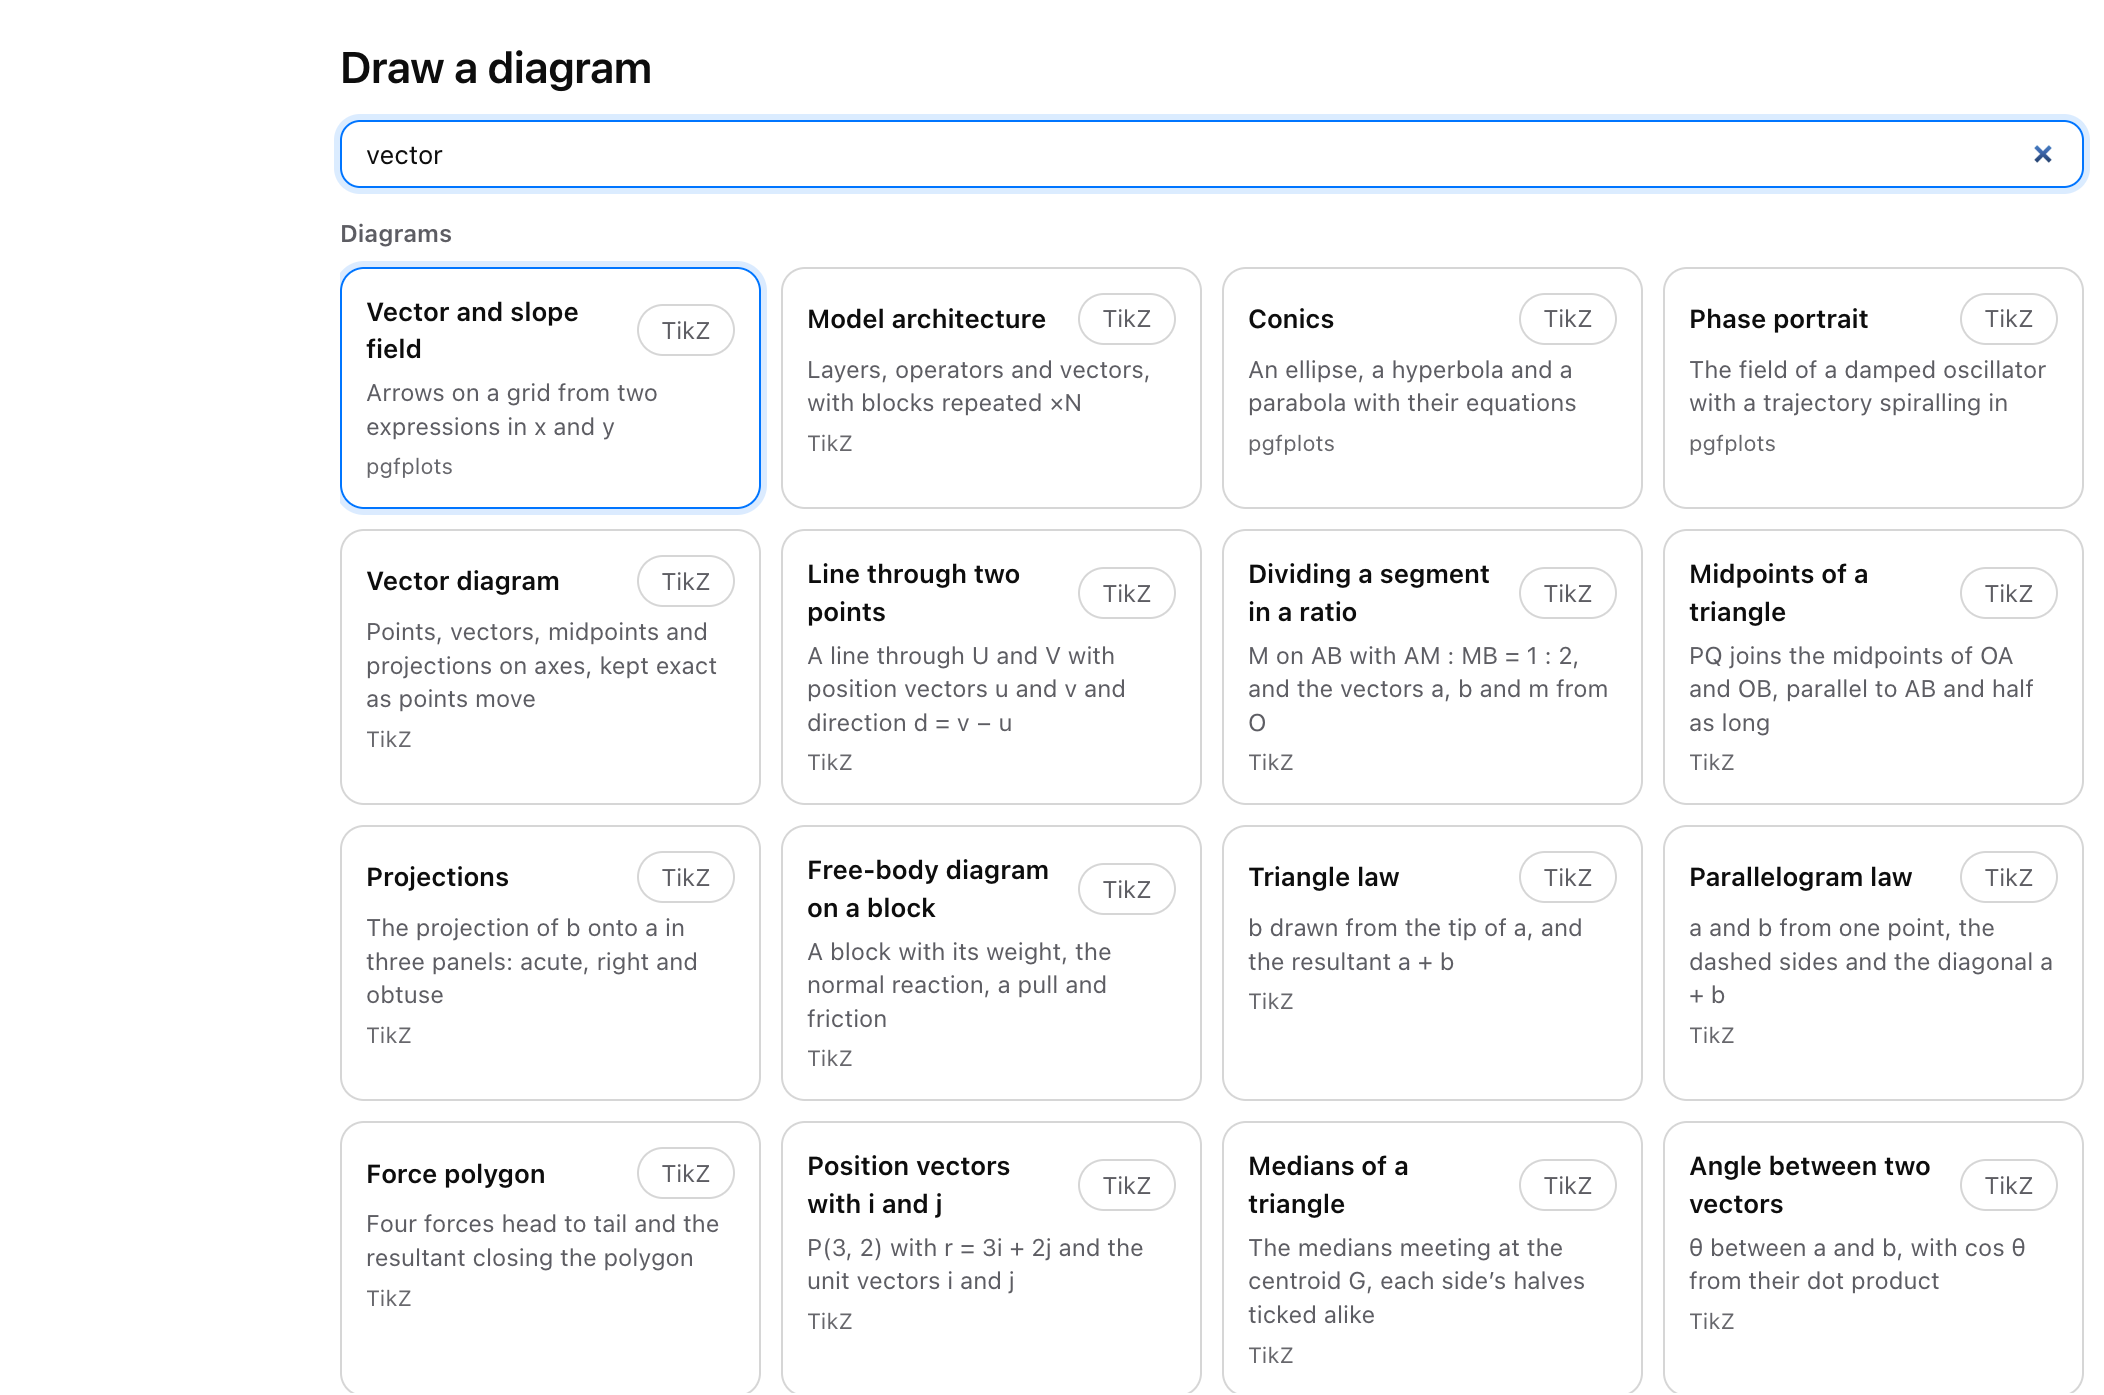 Draw a diagram
vector
Diagrams
Vector and slope
field
TikZ
Arrows on a grid from two
expressions in x and y
pgfplots
Model architecture
TikZ
Layers, operators and vectors,
with blocks repeated ×N
TikZ
Conics
TikZ
An ellipse, a hyperbola and a
parabola with their equations
pgfplots
Phase portrait
TikZ
The field of a damped oscillator
with a trajectory spiralling in
pgfplots
Vector diagram
TikZ
Points, vectors, midpoints and
projections on axes, kept exact
as points move
TikZ
Line through two
points
TikZ
A line through U and V with
position vectors u and v and
direction d = v − u
TikZ
Dividing a segment
in a ratio
TikZ
M on AB with AM : MB = 1 : 2,
and the vectors a, b and m from
O
TikZ
Midpoints of a
triangle
TikZ
PQ joins the midpoints of OA
and OB, parallel to AB and half
as long
TikZ
Projections
TikZ
The projection of b onto a in
three panels: acute, right and
obtuse
TikZ
Free-body diagram
on a block
TikZ
A block with its weight, the
normal reaction, a pull and
friction
TikZ
Triangle law
TikZ
b drawn from the tip of a, and
the resultant a + b
TikZ
Parallelogram law
TikZ
a and b from one point, the
dashed sides and the diagonal a
+ b
TikZ
Force polygon
TikZ
Four forces head to tail and the
resultant closing the polygon
TikZ
Position vectors
with i and j
TikZ
P(3, 2) with r = 3i + 2j and the
unit vectors i and j
TikZ
Medians of a
triangle
TikZ
The medians meeting at the
centroid G, each side’s halves
ticked alike
TikZ
Angle between two
vectors
TikZ
θ between a and b, with cos θ
from their dot product
TikZ